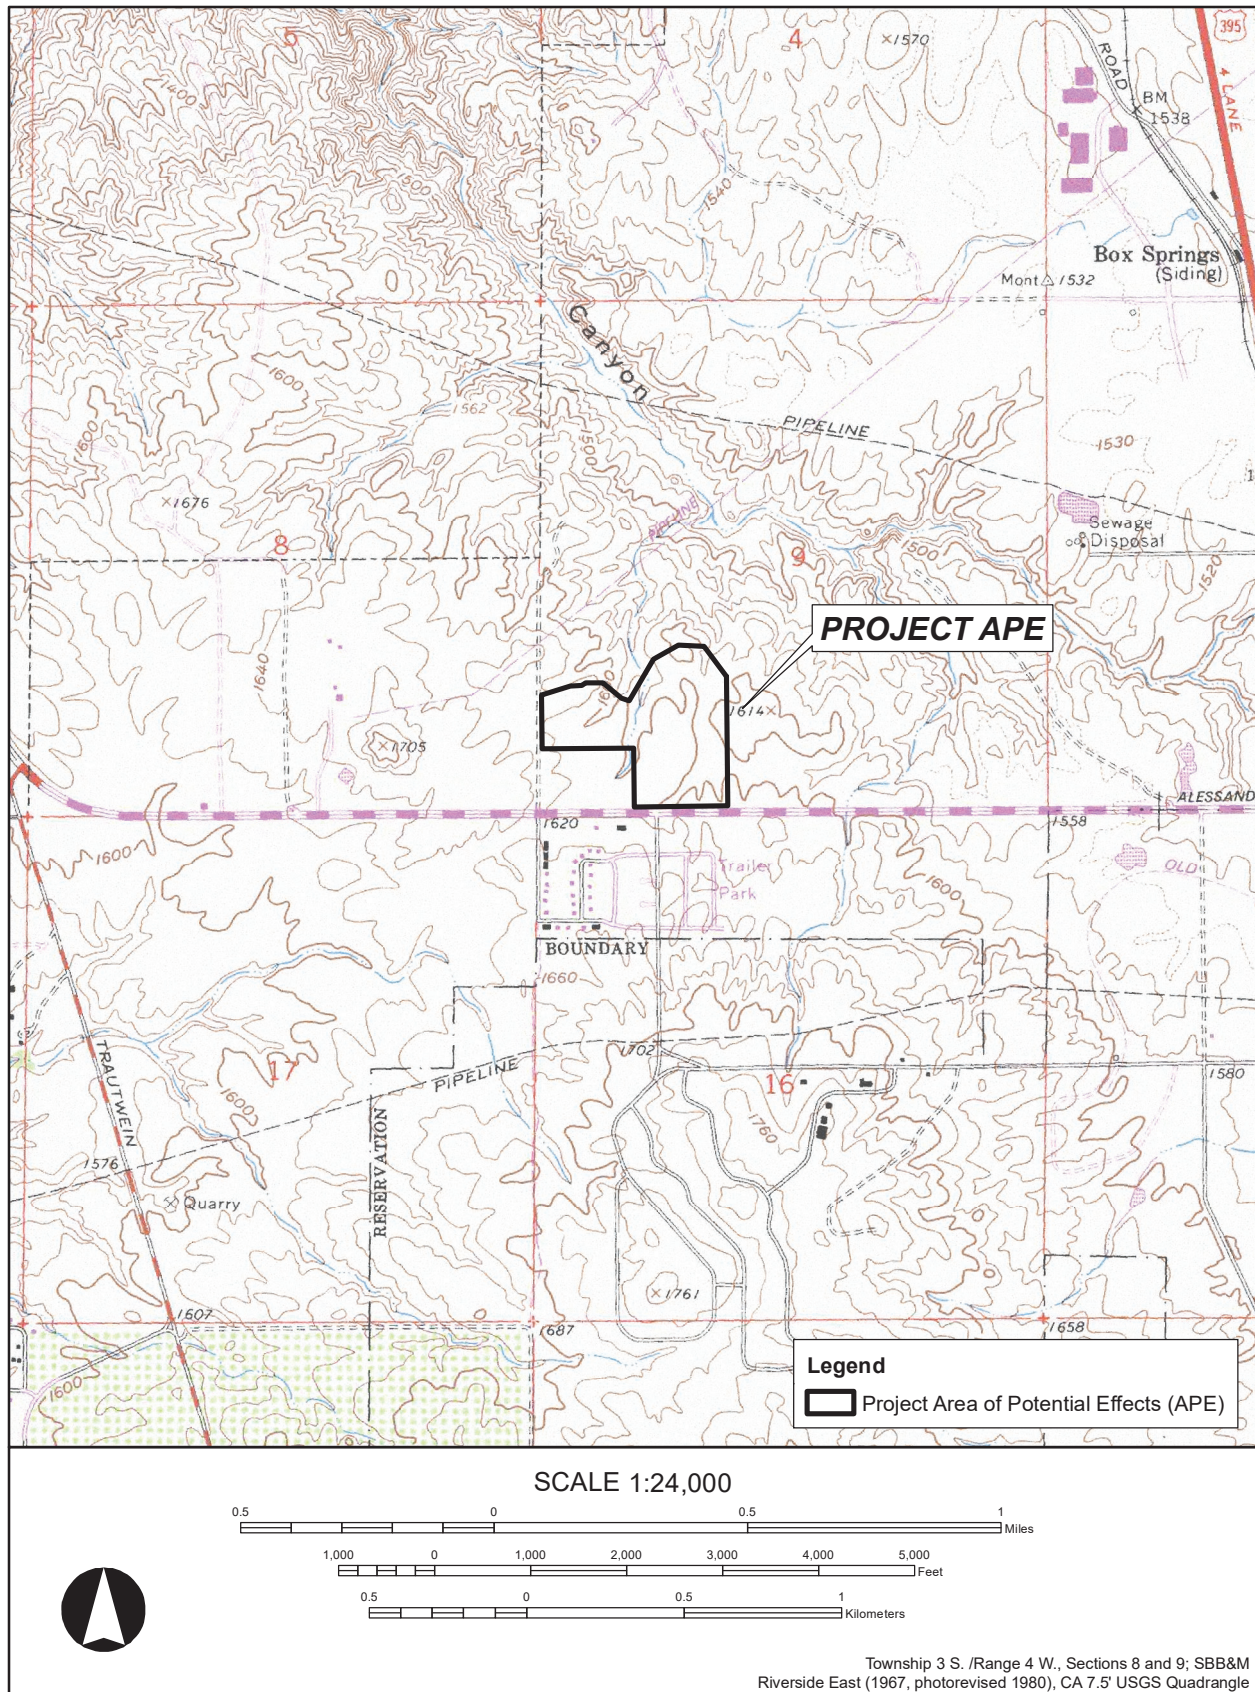 5
4
1570
395
ROAD
4 LANE
BM
1538
1400
1500
1540
Box Springs
(Siding)
Mont 1532
Canyon
1600
1562
PIPELINE
1530
1600
1500
1676
PIPELINE
Sewage
Disposal
8
9
1500
1520
PROJECT APE
1640
1600
1614
1705
ALESSAND
1620
1558
1600
Trailer
Park
1600
OLD
BOUNDARY
1660
1702
17
PIPELINE
16
1580
TRAUTWEIN
1600
1760
1576
RESERVATION
Quarry
1761
1607
1687
1658
1600
Legend
Project Area of Potential Effects (APE)
SCALE 1:24,000
0.5 0 0.5 1
Miles
1,000 0 1,000 2,000 3,000 4,000 5,000
Feet
0.5 0 0.5 1
Kilometers
Township 3 S. /Range 4 W., Sections 8 and 9; SBB&M
Riverside East (1967, photorevised 1980), CA 7.5' USGS Quadrangle